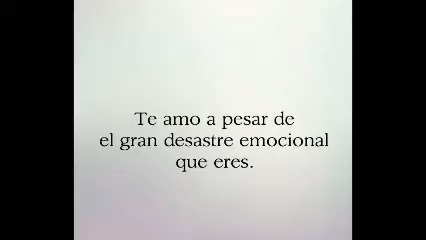 Te amo a pesar de
el gran desastre emocional
que eres.